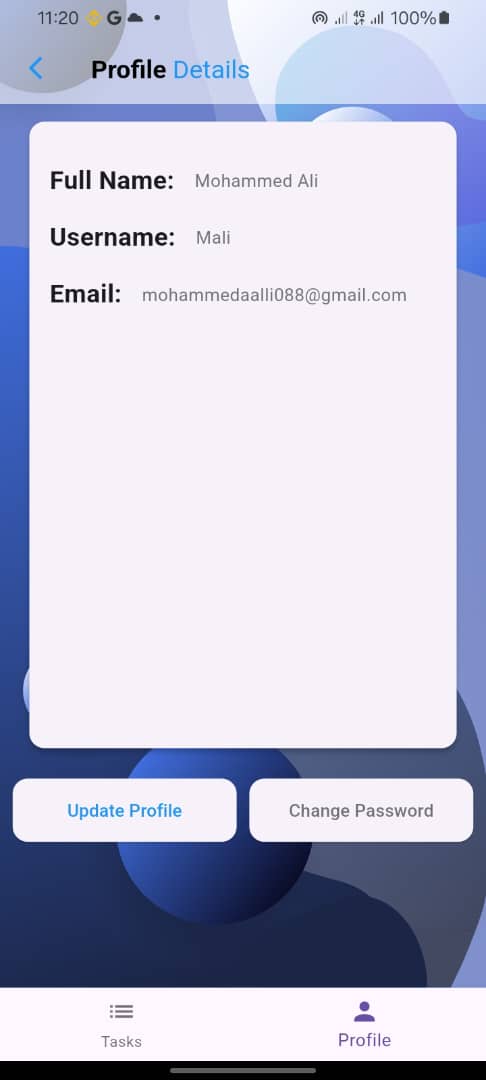 11:20 G 4G 100%
Profile Details
Full Name: Mohammed Ali
Username: Mali
Email: mohammedaalli088@gmail.com
Update Profile Change Password
Tasks Profile